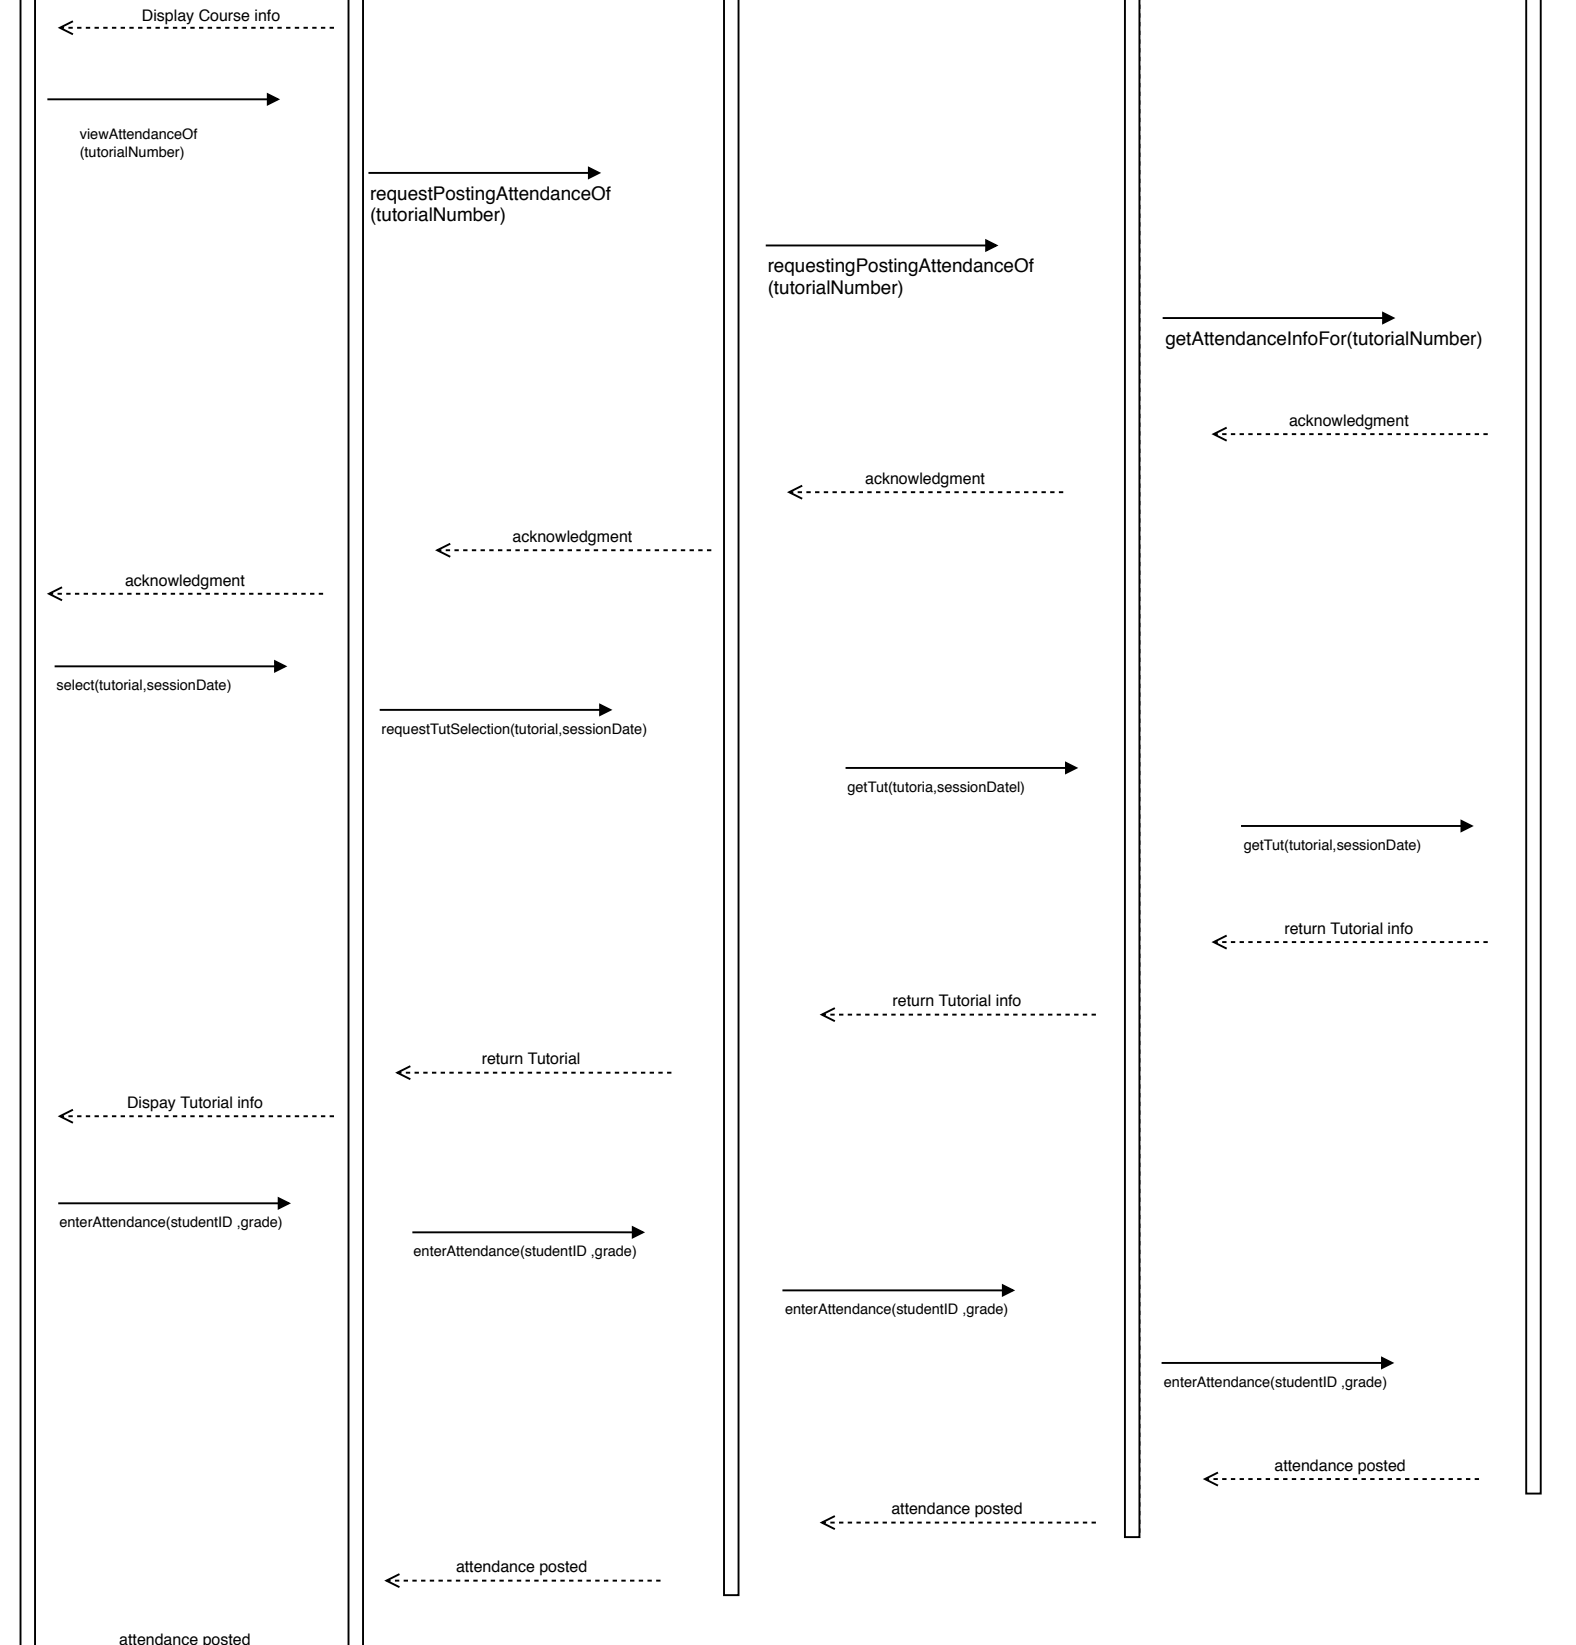 Display Course info
viewAttendanceOf
(tutorialNumber)
requestPostingAttendanceOf
(tutorialNumber)
requestingPostingAttendanceOf
(tutorialNumber)
getAttendanceInfoFor(tutorialNumber)
acknowledgment
acknowledgment
acknowledgment
acknowledgment
select(tutorial,sessionDate)
requestTutSelection(tutorial,sessionDate)
getTut(tutoria,sessionDatel)
getTut(tutorial,sessionDate)
return Tutorial info
return Tutorial info
return Tutorial
Dispay Tutorial info
enterAttendance(studentID ,grade)
enterAttendance(studentID ,grade)
enterAttendance(studentID ,grade)
enterAttendance(studentID ,grade)
attendance posted
attendance posted
attendance posted
attendance posted